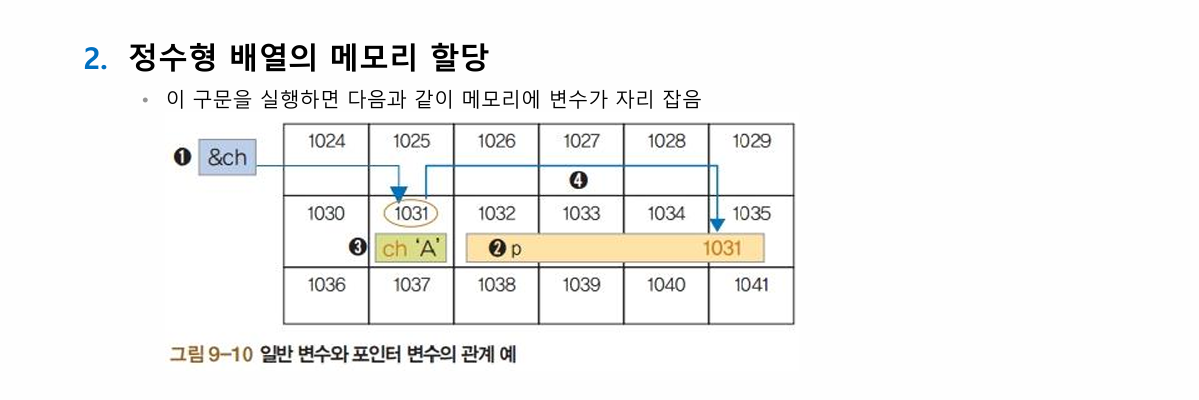 2. 정수형 배열의 메모리 할당
• 이 구문을 실행하면 다음과 같이 메모리에 변수가 자리 잡음
1024 1025 1026 1027 1028 1029
❶ &ch
❹
1030 1031 1032 1033 1034 1035
❸ ch ‘A’ ❷ p 1031
1036 1037 1038 1039 1040 1041
그림 9–10 일반 변수와 포인터 변수의 관계 예